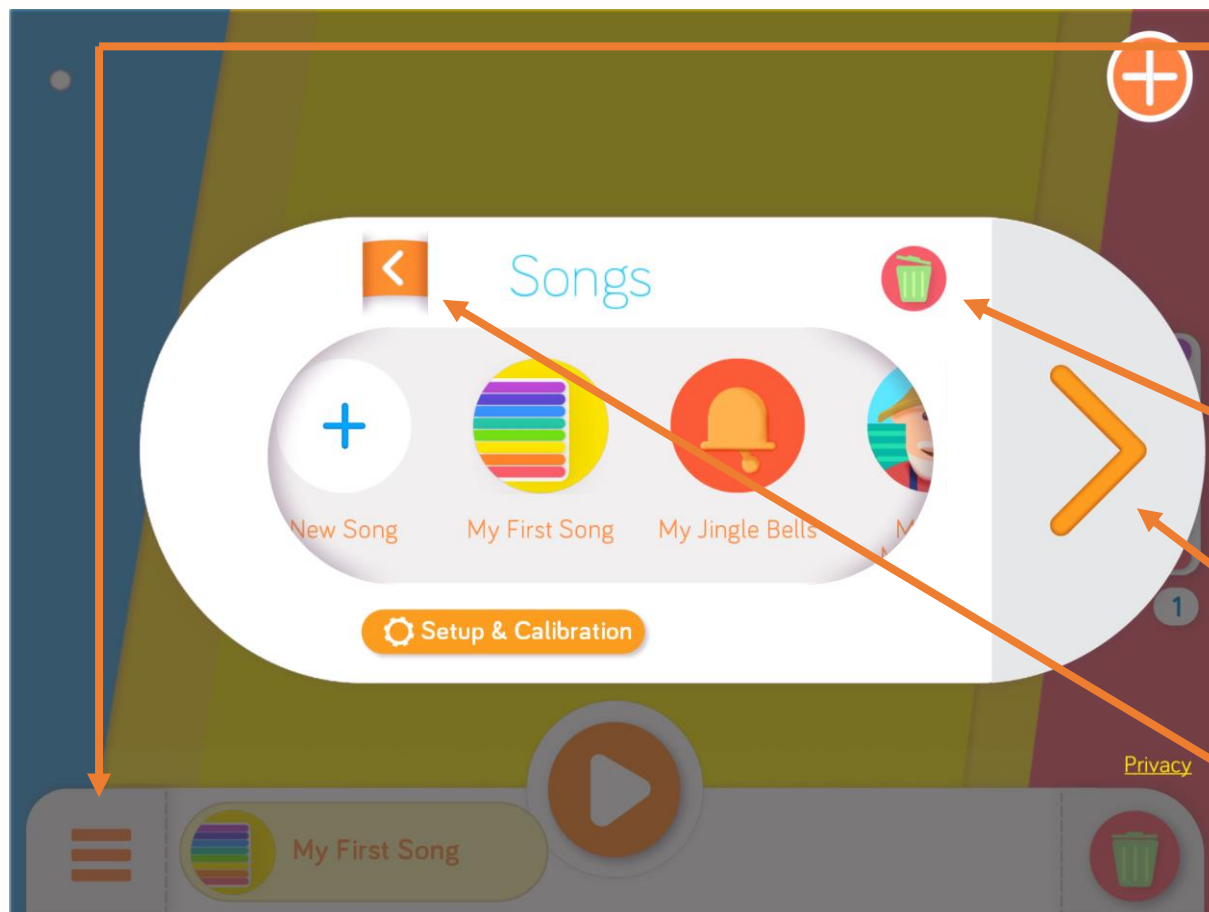 Songs
New Song
My First Song
My Jingle Bells
M
M
Setup & Calibration
1
Privacy
My First Song